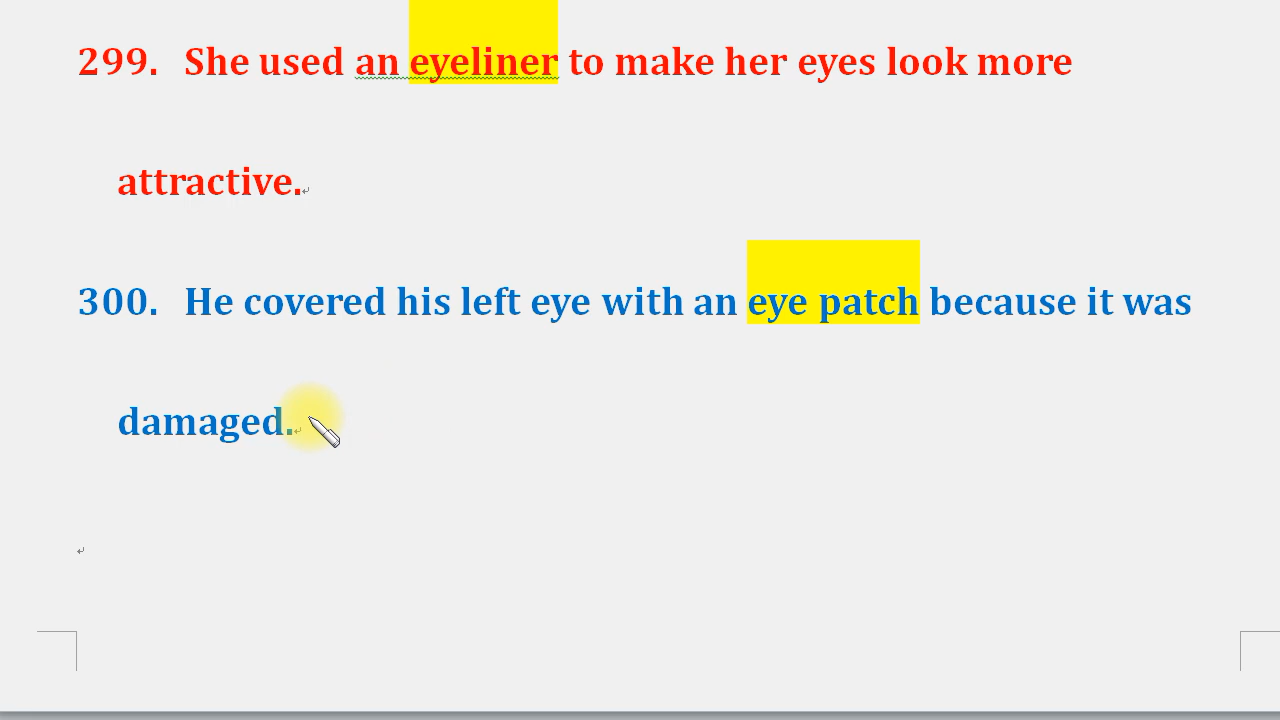 299. She used an eyeliner to make her eyes look more
attractive.
300. He covered his left eye with an eye patch because it was
damaged.